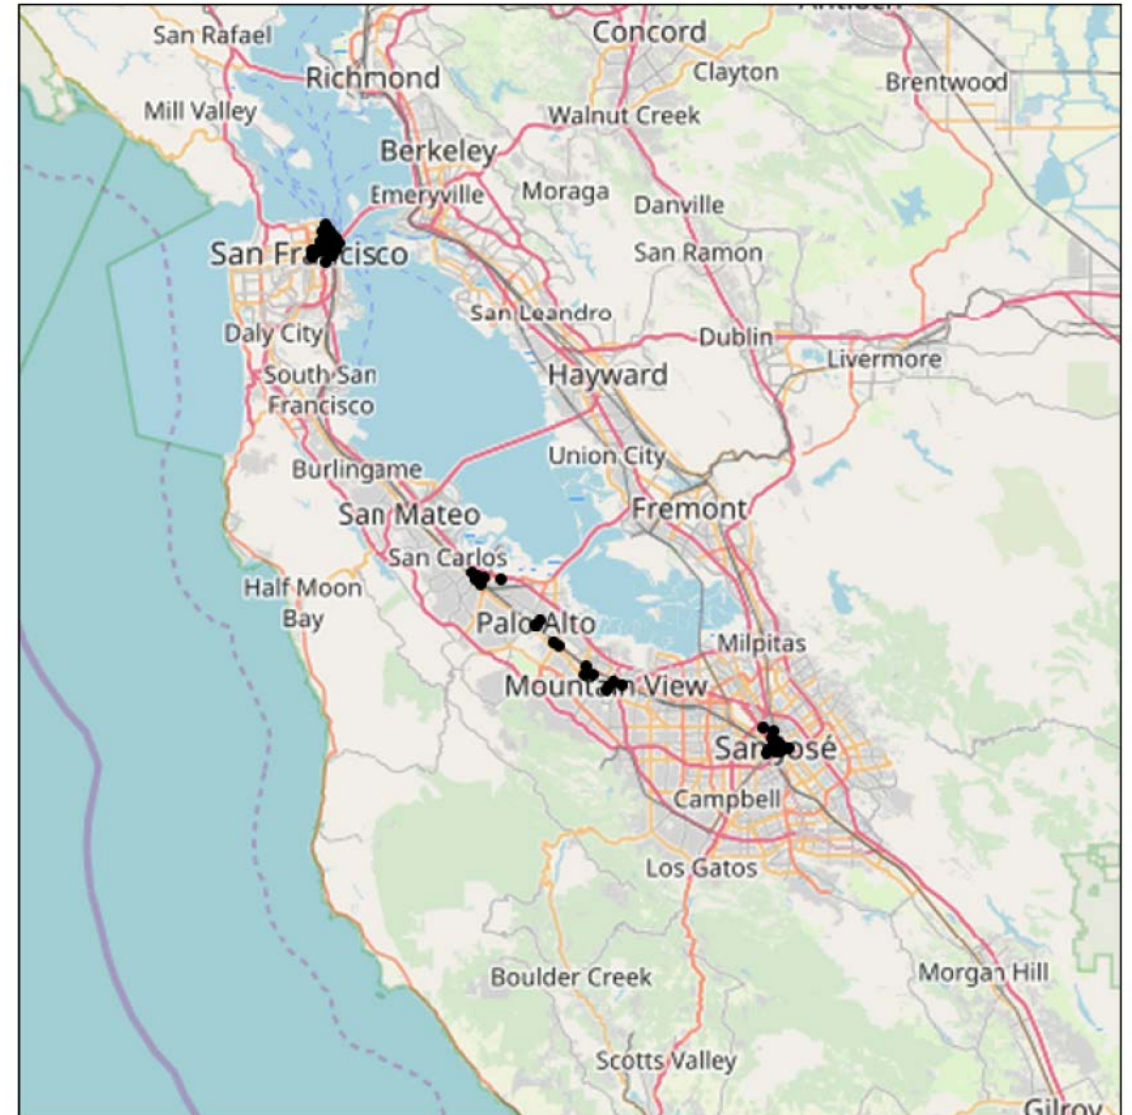 Antioch
San Rafael
Concord
Richmond
Clayton
Brentwood
Mill Valley
Walnut Creek
Berkeley
Emeryville
Moraga
Danville
San Francisco
San Ramon
San Leandro
Daly City
Dublin
Livermore
South San
Francisco
Hayward
Union City
Burlingame
San Mateo
Fremont
San Carlos
Half Moon
Bay
Palo Alto
Milpitas
Mountain View
San José
Campbell
Los Gatos
Boulder Creek
Morgan Hill
Scotts Valley
Gilroy